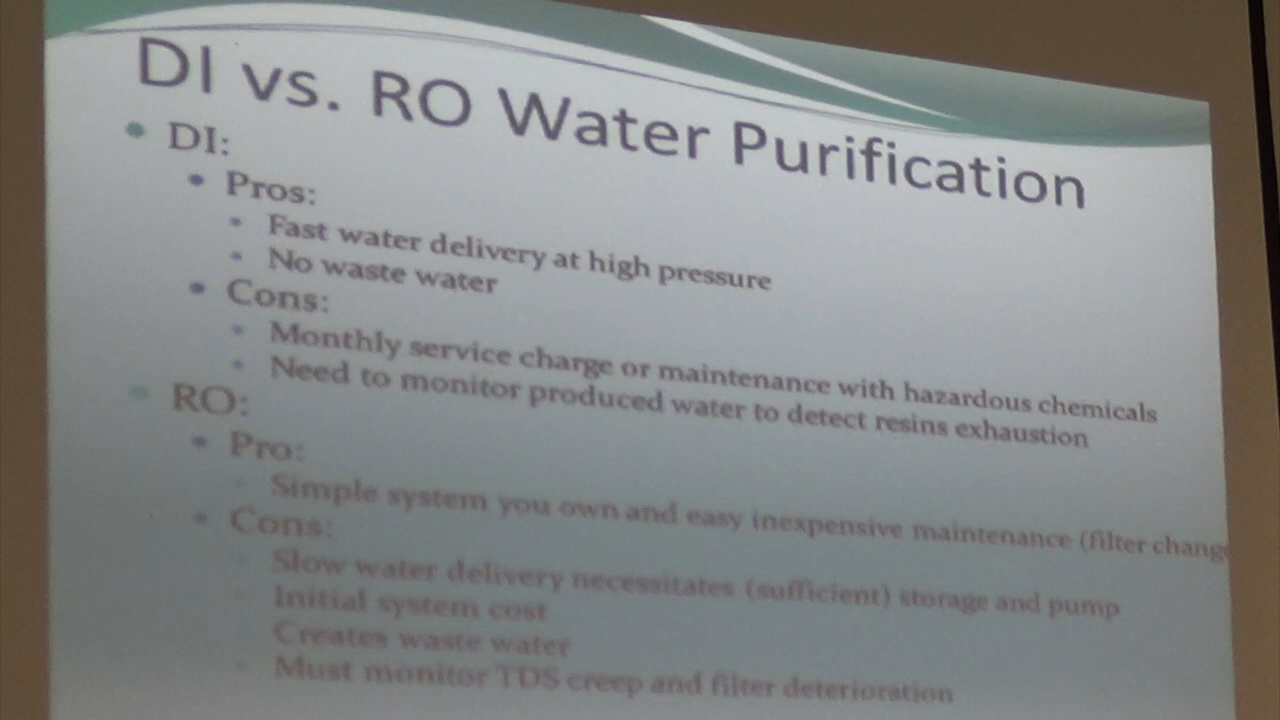 DI vs. RO Water Purification
DI:
Pros:
Fast water delivery at high pressure
No waste water
Cons:
Monthly service charge or maintenance with hazardous chemicals
Need to monitor produced water to detect resins exhaustion
RO:
Pro:
Simple system you own and easy inexpensive maintenance (filter change
Cons:
Slow water delivery necessitates (sufficient) storage and pump
Initial system cost
Creates waste water
Must monitor TDS creep and filter deterioration